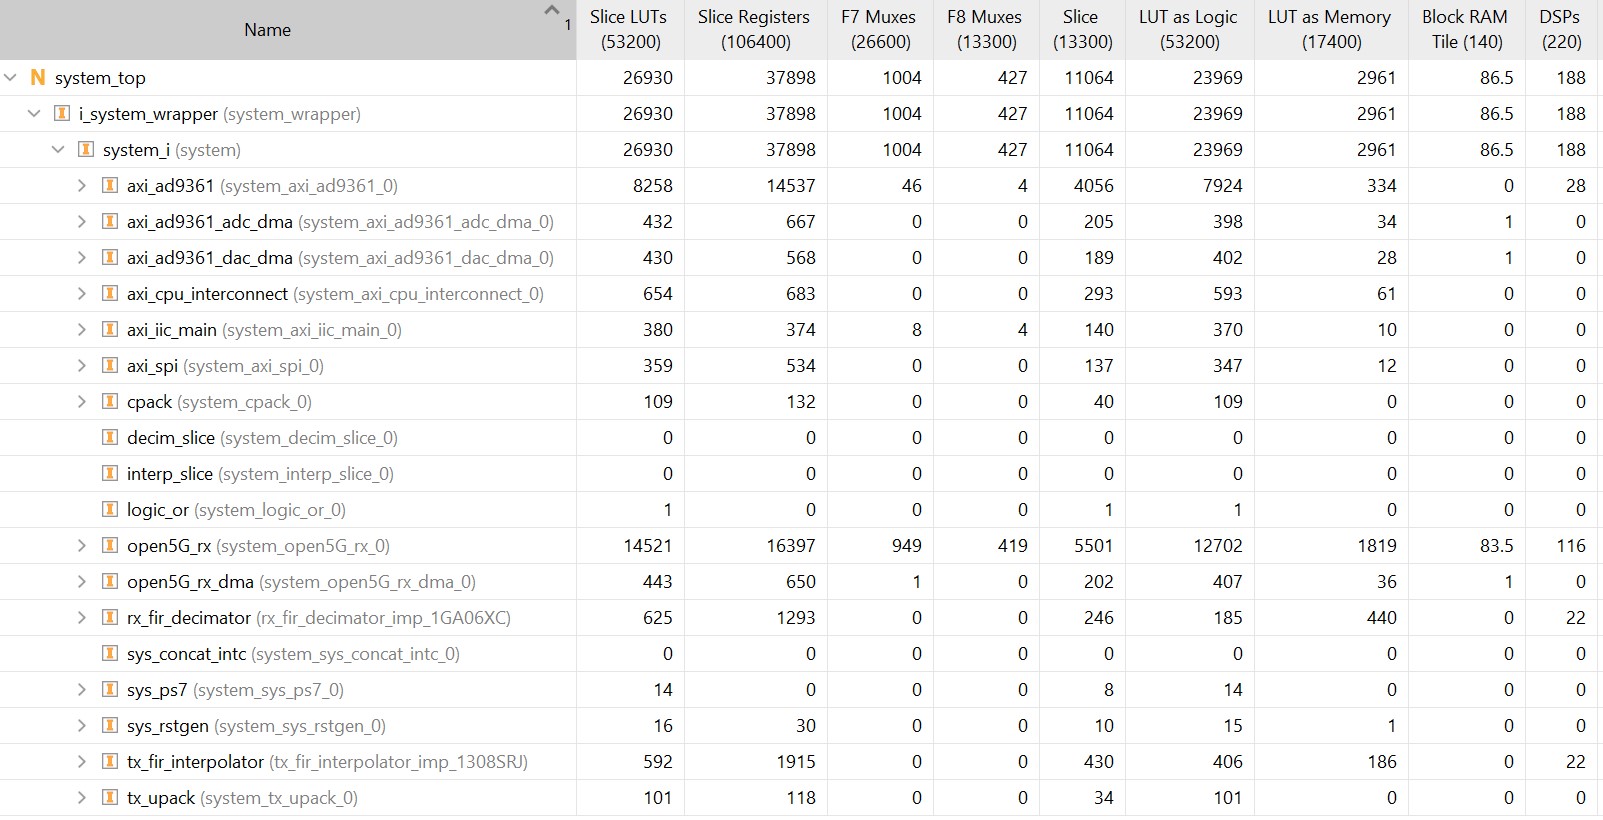 Name 1 Slice LUTs (53200) Slice Registers (106400) F7 Muxes (26600) F8 Muxes (13300) Slice (13300) LUT as Logic (53200) LUT as Memory (17400) Block RAM Tile (140) DSPs (220)
N system_top 26930 37898 1004 427 11064 23969 2961 86.5 188
I i_system_wrapper (system_wrapper) 26930 37898 1004 427 11064 23969 2961 86.5 188
I system_i (system) 26930 37898 1004 427 11064 23969 2961 86.5 188
I axi_ad9361 (system_axi_ad9361_0) 8258 14537 46 4 4056 7924 334 0 28
I axi_ad9361_adc_dma (system_axi_ad9361_adc_dma_0) 432 667 0 0 205 398 34 1 0
I axi_ad9361_dac_dma (system_axi_ad9361_dac_dma_0) 430 568 0 0 189 402 28 1 0
I axi_cpu_interconnect (system_axi_cpu_interconnect_0) 654 683 0 0 293 593 61 0 0
I axi_iic_main (system_axi_iic_main_0) 380 374 8 4 140 370 10 0 0
I axi_spi (system_axi_spi_0) 359 534 0 0 137 347 12 0 0
I cpack (system_cpack_0) 109 132 0 0 40 109 0 0 0
I decim_slice (system_decim_slice_0) 0 0 0 0 0 0 0 0 0
I interp_slice (system_interp_slice_0) 0 0 0 0 0 0 0 0 0
I logic_or (system_logic_or_0) 1 0 0 0 1 1 0 0 0
I open5G_rx (system_open5G_rx_0) 14521 16397 949 419 5501 12702 1819 83.5 116
I open5G_rx_dma (system_open5G_rx_dma_0) 443 650 1 0 202 407 36 1 0
I rx_fir_decimator (rx_fir_decimator_imp_1GA06XC) 625 1293 0 0 246 185 440 0 22
I sys_concat_intc (system_sys_concat_intc_0) 0 0 0 0 0 0 0 0 0
I sys_ps7 (system_sys_ps7_0) 14 0 0 0 8 14 0 0 0
I sys_rstgen (system_sys_rstgen_0) 16 30 0 0 10 15 1 0 0
I tx_fir_interpolator (tx_fir_interpolator_imp_1308SRJ) 592 1915 0 0 430 406 186 0 22
I tx_upack (system_tx_upack_0) 101 118 0 0 34 101 0 0 0